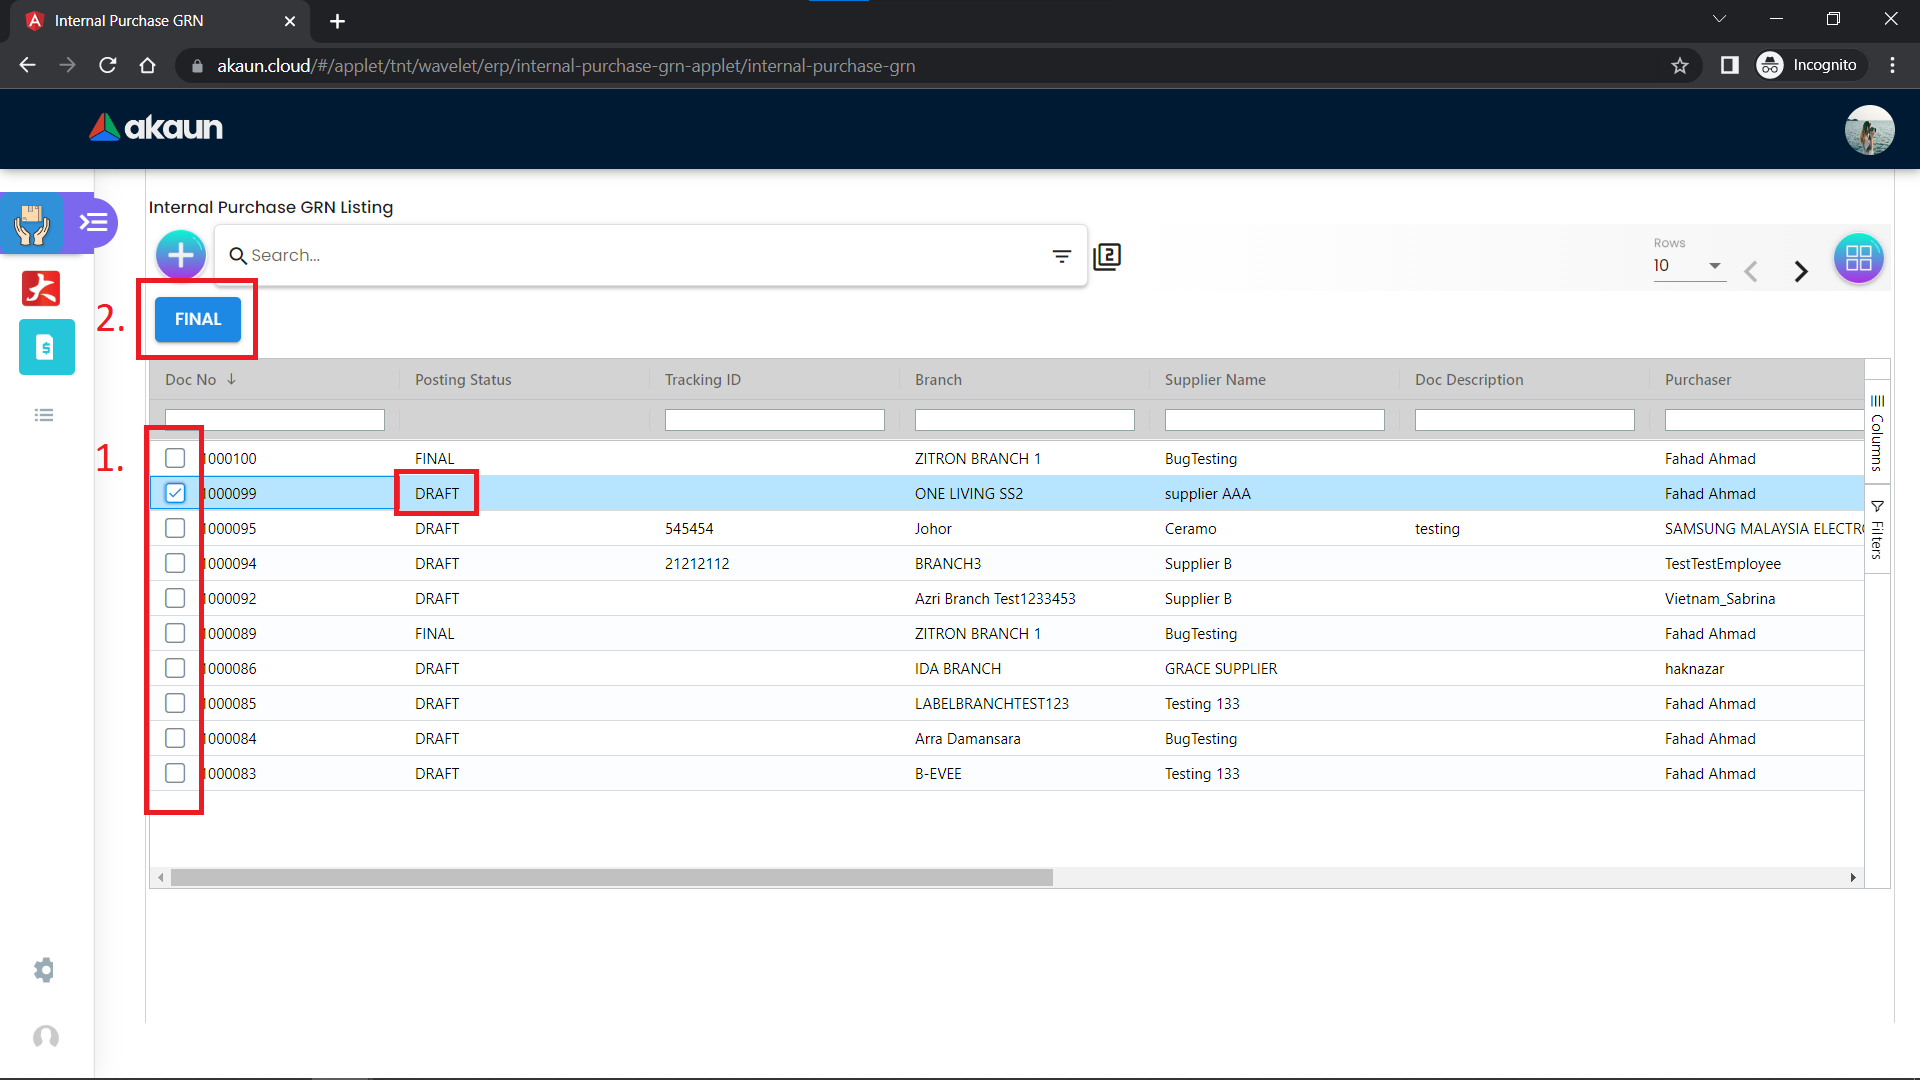 Internal Purchase GRN
akaun.cloud/#/applet/tnt/wavelet/erp/internal-purchase-grn-applet/internal-purchase-grn
Incognito
akaun
Internal Purchase GRN Listing
Search...
2
Rows
10
2.
FINAL
Doc No Posting Status Tracking ID Branch Supplier Name Doc Description Purchaser
Columns
Filters
1.
1000100 FINAL ZITRON BRANCH 1 BugTesting Fahad Ahmad
1000099 DRAFT ONE LIVING SS2 supplier AAA Fahad Ahmad
1000095 DRAFT 545454 Johor Ceramo testing SAMSUNG MALAYSIA ELECTR
1000094 DRAFT 21212112 BRANCH3 Supplier B TestTestEmployee
1000092 DRAFT Azri Branch Test1233453 Supplier B Vietnam_Sabrina
1000089 FINAL ZITRON BRANCH 1 BugTesting Fahad Ahmad
1000086 DRAFT IDA BRANCH GRACE SUPPLIER haknazar
1000085 DRAFT LABELBRANCHTEST123 Testing 133 Fahad Ahmad
1000084 DRAFT Arra Damansara BugTesting Fahad Ahmad
1000083 DRAFT B-EVEE Testing 133 Fahad Ahmad